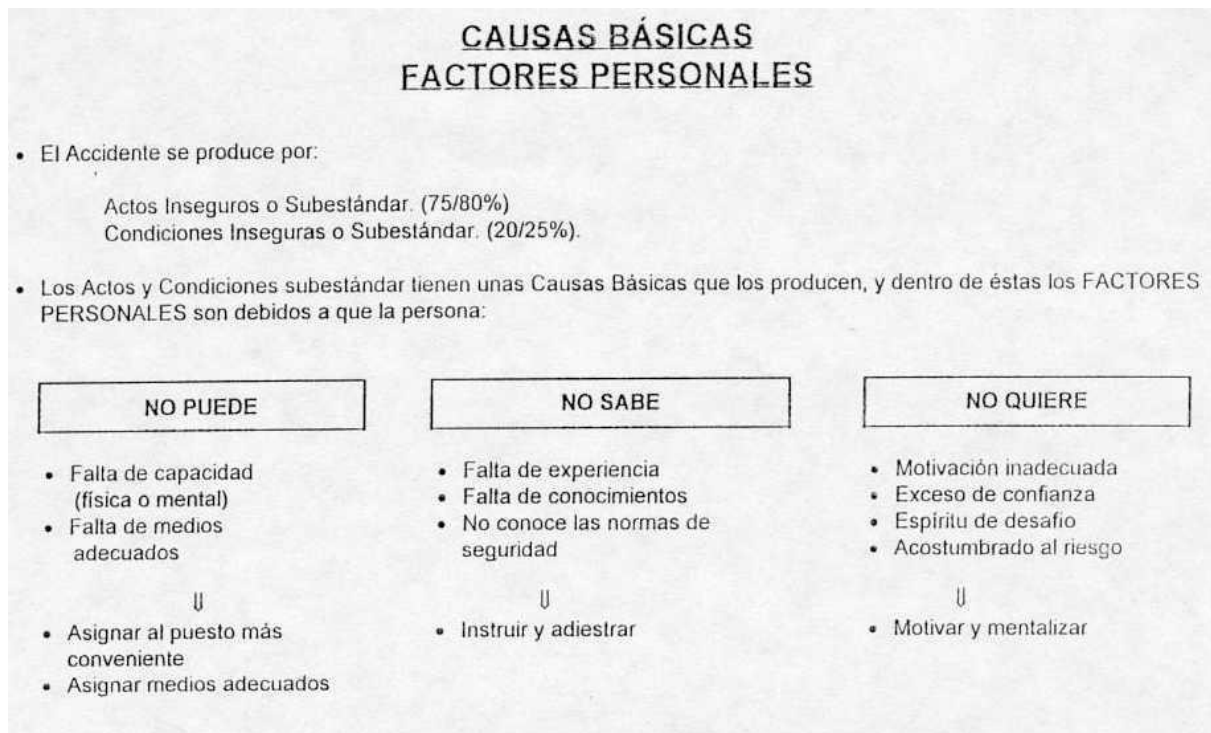 CAUSAS BÁSICAS
FACTORES PERSONALES
• El Accidente se produce por:
Actos Inseguros o Subestándar. (75/80%)
Condiciones Inseguras o Subestándar. (20/25%).
• Los Actos y Condiciones subestándar tienen unas Causas Básicas que los producen, y dentro de éstas los FACTORES
PERSONALES son debidos a que la persona:
NO PUEDE
• Falta de capacidad
(física o mental)
• Falta de medios
adecuados
⇓
• Asignar al puesto más
conveniente
• Asignar medios adecuados
NO SABE
• Falta de experiencia
• Falta de conocimientos
• No conoce las normas de
seguridad
⇓
• Instruir y adiestrar
NO QUIERE
• Motivación inadecuada
• Exceso de confianza
• Espíritu de desafío
• Acostumbrado al riesgo
⇓
• Motivar y mentalizar